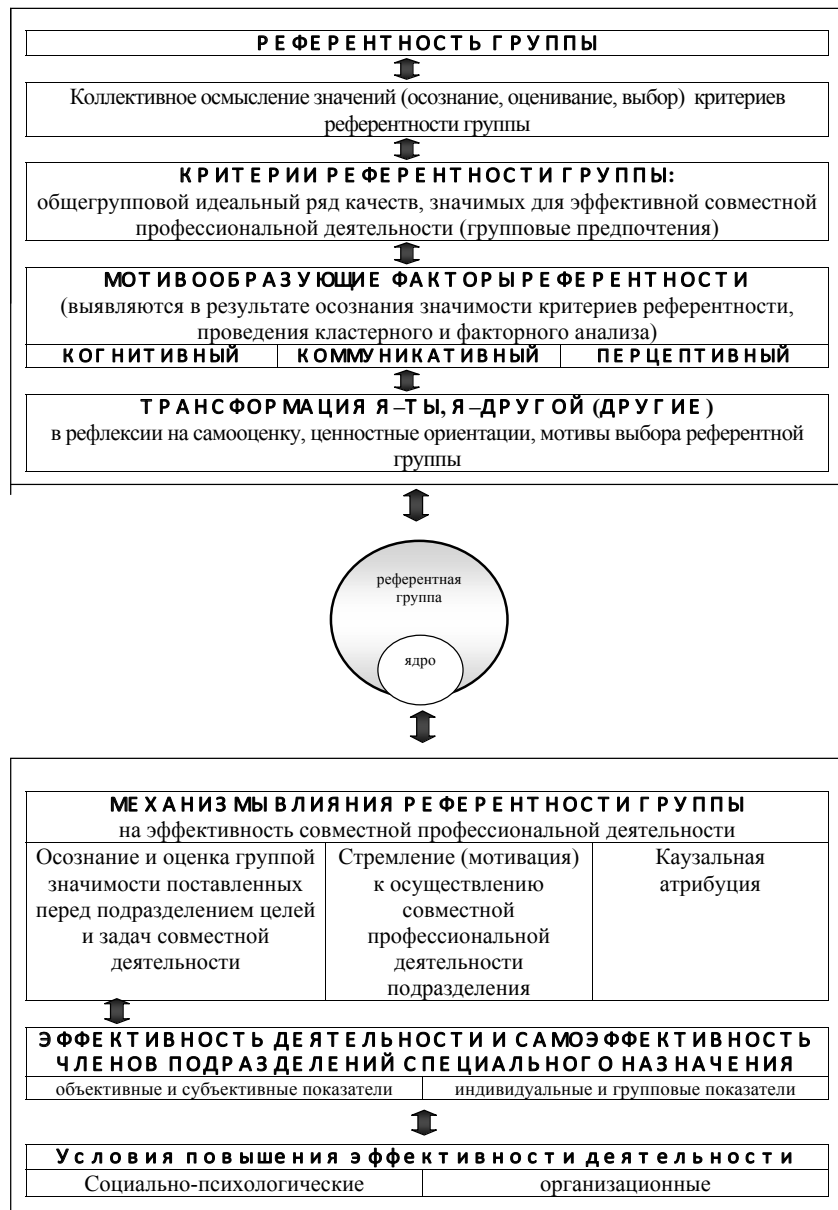 РЕФЕРЕНТНОСТЬ ГРУППЫ
Коллективное осмысление значений (осознание, оценивание, выбор) критериев
референтности группы
КРИТЕРИИ РЕФЕРЕНТНОСТИ ГРУППЫ:
общегрупповой идеальный ряд качеств, значимых для эффективной совместной
профессиональной деятельности (групповые предпочтения)
МОТИВООБРАЗУЮЩИЕ ФАКТОРЫ РЕФЕРЕНТНОСТИ
(выявляются в результате осознания значимости критериев референтности,
проведения кластерного и факторного анализа)
КОГНИТИВНЫЙ КОММУНИКАТИВНЫЙ ПЕРЦЕПТИВНЫЙ
ТРАНСФОРМАЦИЯ Я–ТЫ, Я–ДРУГОЙ (ДРУГИЕ)
в рефлексии на самооценку, ценностные ориентации, мотивы выбора референтной
группы
референтная
группа
ядро
МЕХАНИЗМЫ ВЛИЯНИЯ РЕФЕРЕНТНОСТИ ГРУППЫ
на эффективность совместной профессиональной деятельности
Осознание и оценка группой
значимости поставленных
перед подразделением целей
и задач совместной
деятельности
Стремление (мотивация)
к осуществлению
совместной
профессиональной
деятельности
подразделения
Каузальная
атрибуция
ЭФФЕКТИВНОСТЬ ДЕЯТЕЛЬНОСТИ И САМОЭФФЕКТИВНОСТЬ
ЧЛЕНОВ ПОДРАЗДЕЛЕНИЙ СПЕЦИАЛЬНОГО НАЗНАЧЕНИЯ
объективные и субъективные показатели индивидуальные и групповые показатели
Условия повышения эффективности деятельности
Социально-психологические организационные